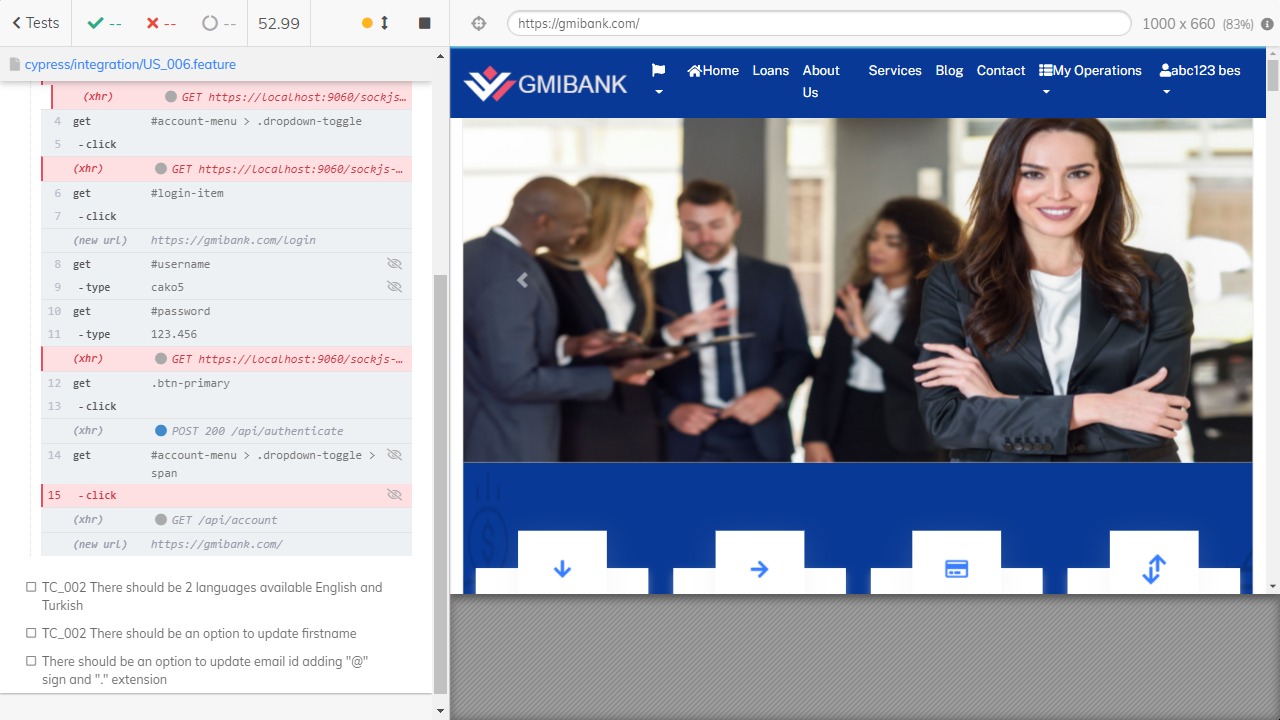 Tests
--
--
--
52.99
https://gmibank.com/
1000 x 660 (83%)
cypress/integration/US_006.feature
(xhr) GET https://localhost:9060/sockjs…
4 get #account-menu > .dropdown-toggle
5 -click
(xhr) GET https://localhost:9060/sockjs-…
6 get #login-item
7 -click
(new url) https://gmibank.com/login
8 get #username
9 -type cako5
10 get #password
11 -type 123.456
(xhr) GET https://localhost:9060/sockjs-…
12 get .btn-primary
13 -click
(xhr) POST 200 /api/authenticate
14 get #account-menu > .dropdown-toggle >
span
15 -click
(xhr) GET /api/account
(new url) https://gmibank.com/
TC_002 There should be 2 languages available English and
Turkish
TC_002 There should be an option to update firstname
There should be an option to update email id adding "@"
sign and "." extension
GMIBANK
Home
Loans
About
Us
Services
Blog
Contact
My Operations
abc123 bes